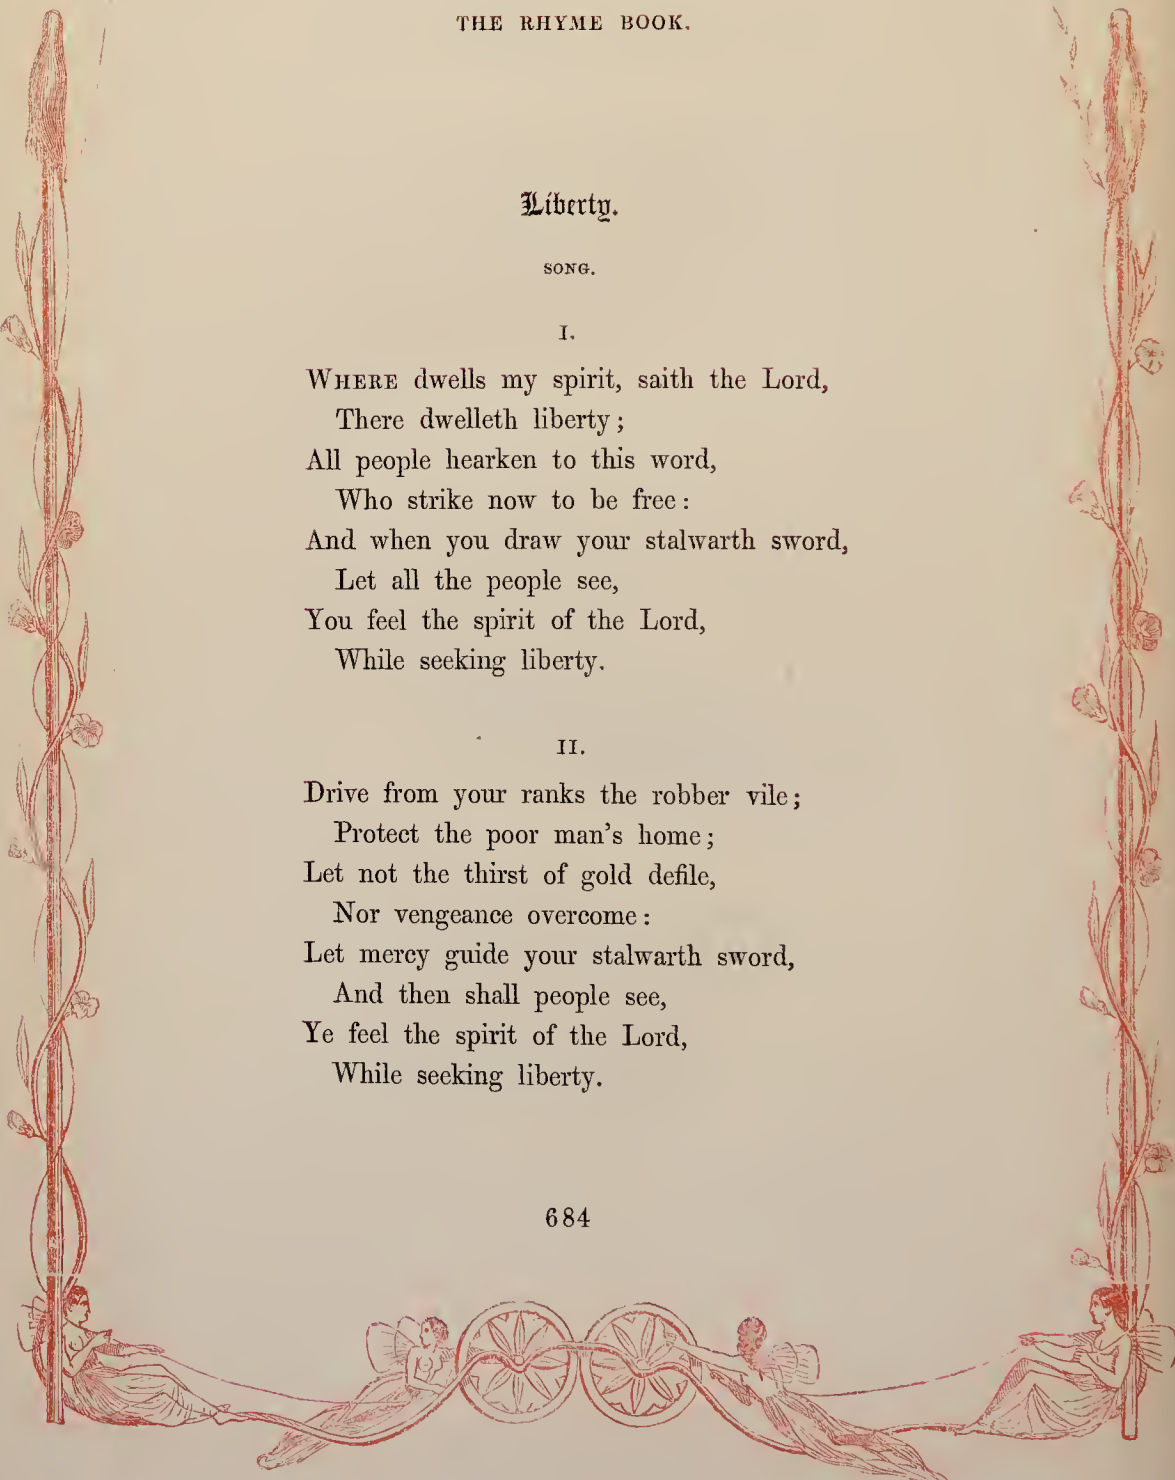 THE RHYME BOOK.
Liberty.
SONG.
I.
WHERE dwells my spirit, saith the Lord,
There dwelleth liberty;
All people hearken to this word,
Who strike now to be free:
And when you draw your stalwarth sword,
Let all the people see,
You feel the spirit of the Lord,
While seeking liberty.
II.
Drive from your ranks the robber vile;
Protect the poor man's home;
Let not the thirst of gold defile,
Nor vengeance overcome:
Let mercy guide your stalwarth sword,
And then shall people see,
Ye feel the spirit of the Lord,
While seeking liberty.
684